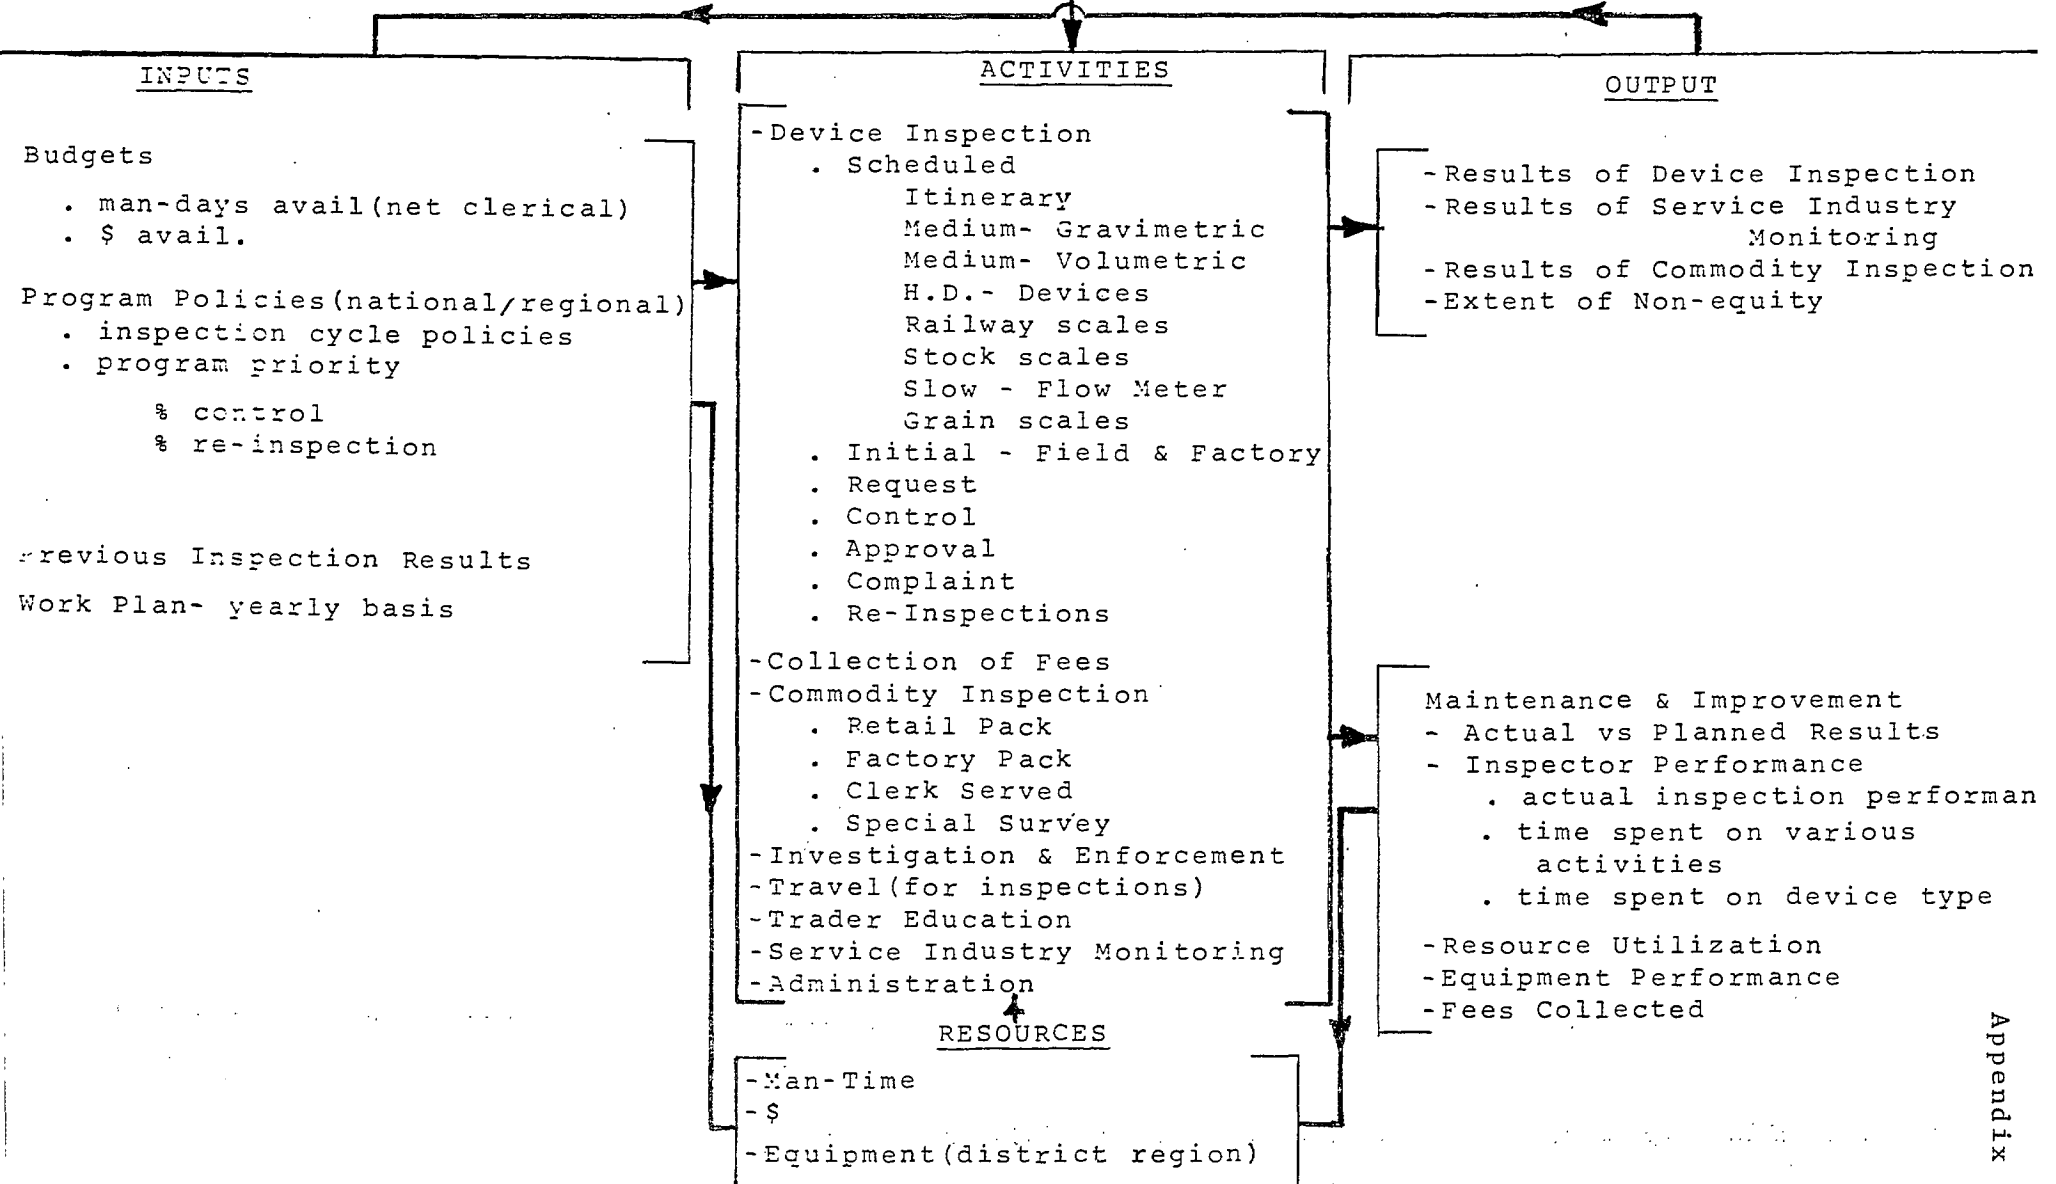 INPUTS
Budgets
. man-days avail(net clerical)
. $ avail.
Program Policies(national/regional)
. inspection cycle policies
. program priority
% control
% re-inspection
Previous Inspection Results
Work Plan- yearly basis
ACTIVITIES
-Device Inspection
. Scheduled
Itinerary
Medium- Gravimetric
Medium- Volumetric
H.D.- Devices
Railway scales
Stock scales
Slow - Flow Meter
Grain scales
. Initial - Field & Factory
. Request
. Control
. Approval
. Complaint
. Re-Inspections
-Collection of Fees
-Commodity Inspection
. Retail Pack
. Factory Pack
. Clerk Served
. Special Survey
-Investigation & Enforcement
-Travel(for inspections)
-Trader Education
-Service Industry Monitoring
-Administration
RESOURCES
-Man-Time
-$
-Equipment(district region)
OUTPUT
-Results of Device Inspection
-Results of Service Industry
Monitoring
-Results of Commodity Inspection
-Extent of Non-equity
Maintenance & Improvement
- Actual vs Planned Results
- Inspector Performance
. actual inspection performan
. time spent on various
activities
. time spent on device type
-Resource Utilization
-Equipment Performance
-Fees Collected
Appendix